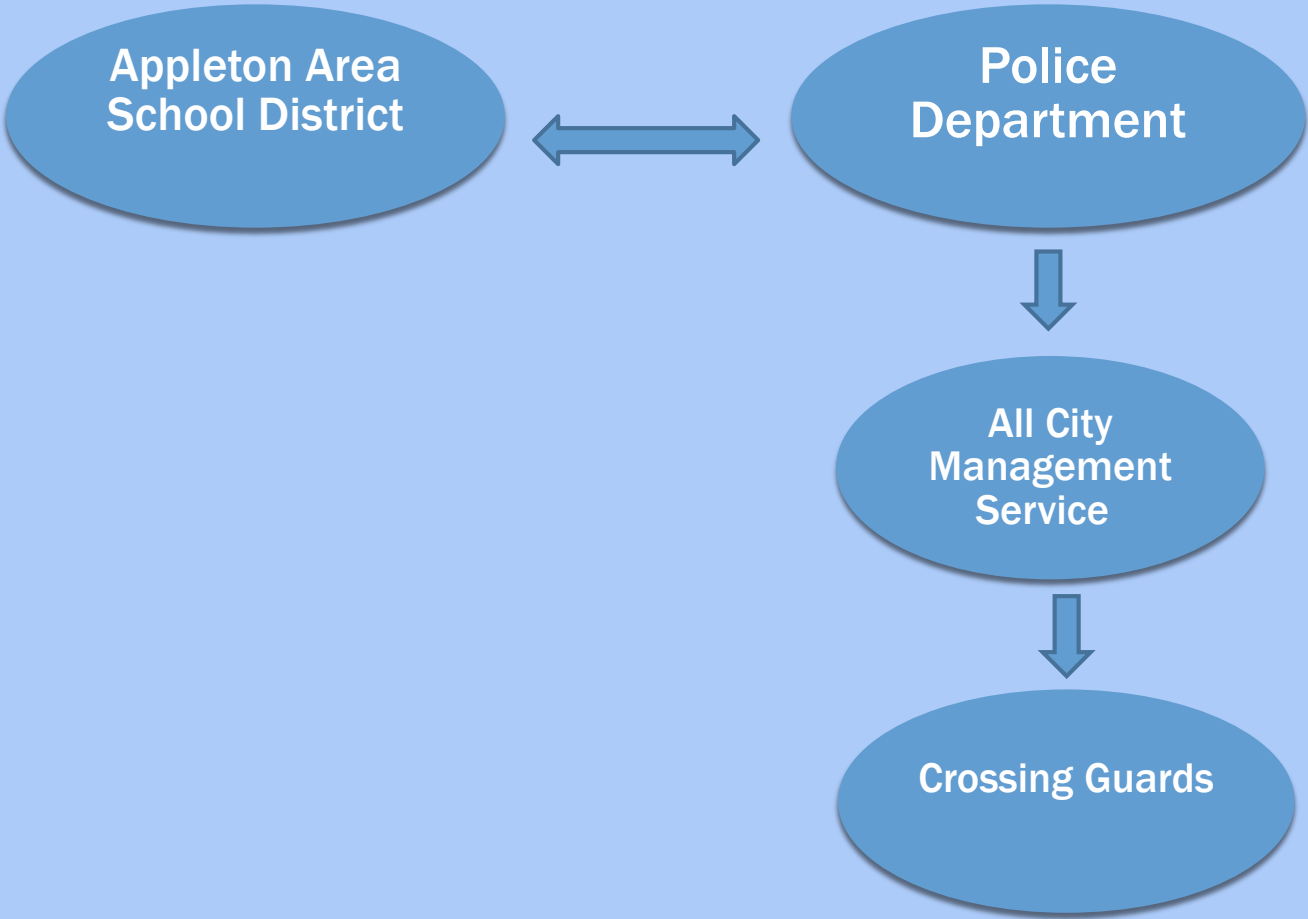 Appleton Area
School District
Police
Department
All City
Management
Service
Crossing Guards